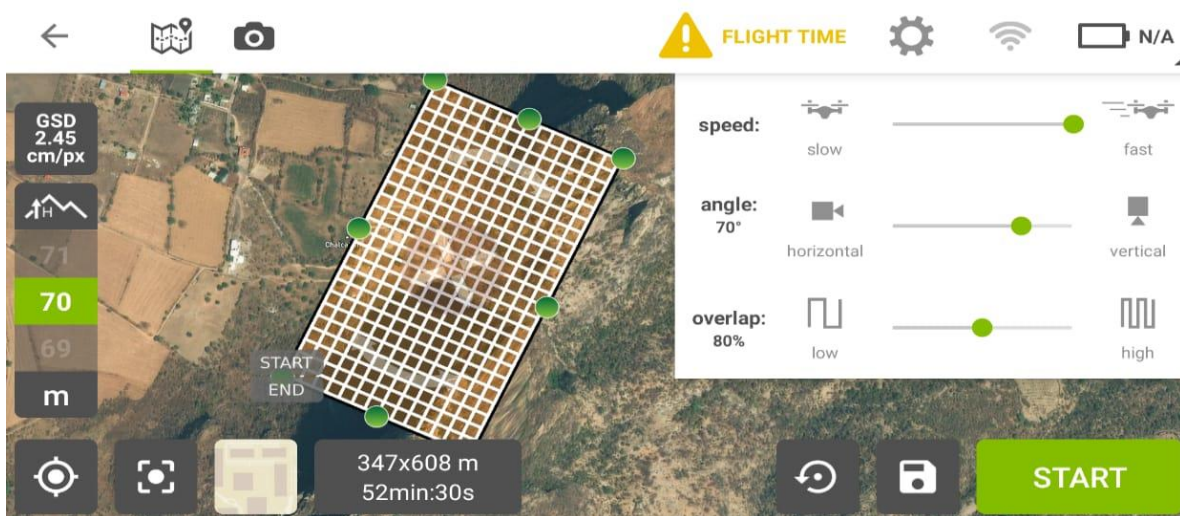 FLIGHT TIME
N/A
GSD
2.45
cm/px
H
71
70
69
m
speed:
slow
fast
angle:
70°
horizontal
vertical
overlap:
80%
low
high
START
END
347x608 m
52min:30s
START